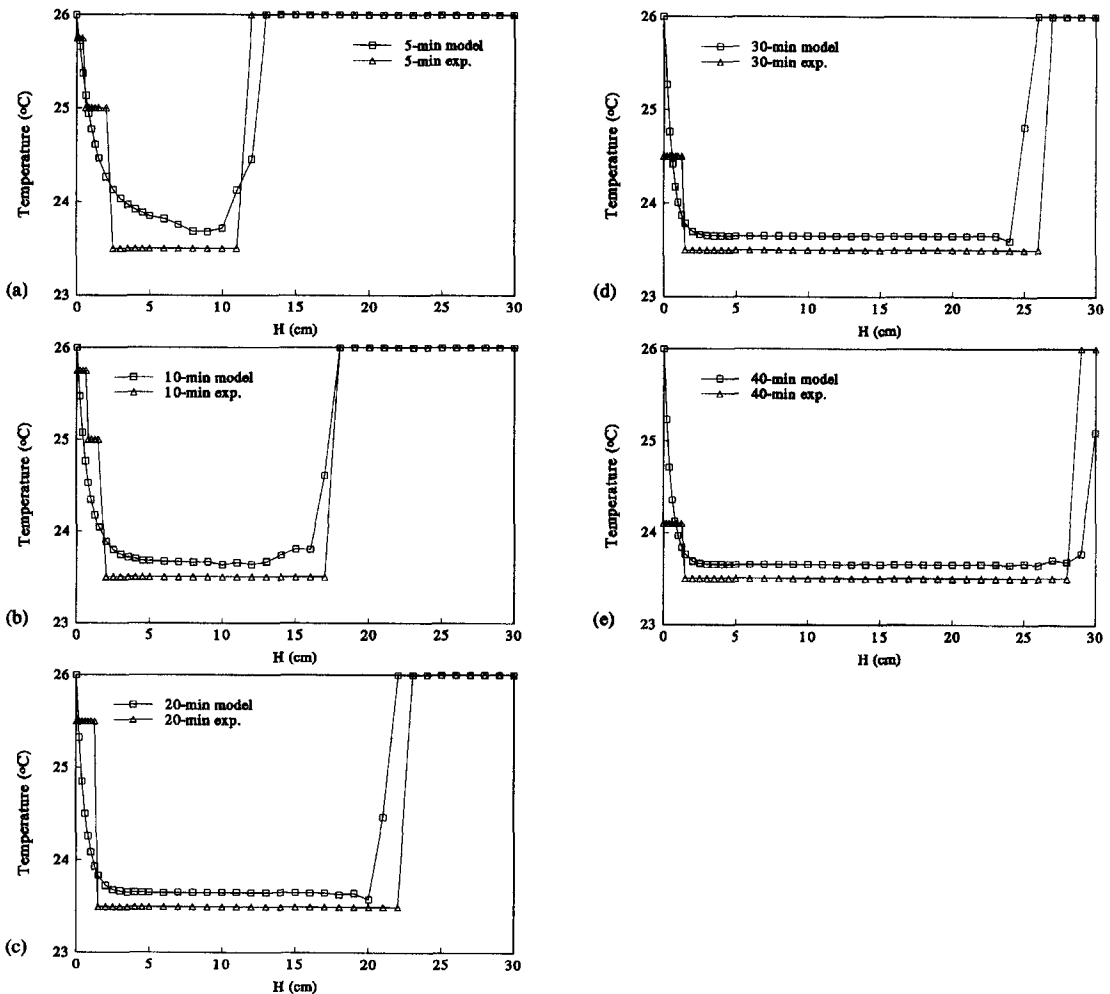 26
25
24
23
Temperature (oC)
5-min model
5-min exp.
0 5 10 15 20 25 30
H (cm)
(a)
26
25
24
23
Temperature (oC)
10-min model
10-min exp.
0 5 10 15 20 25 30
H (cm)
(b)
26
25
24
23
Temperature (oC)
20-min model
20-min exp.
0 5 10 15 20 25 30
H (cm)
(c)
26
25
24
23
Temperature (oC)
30-min model
30-min exp.
0 5 10 15 20 25 30
H (cm)
(d)
26
25
24
23
Temperature (oC)
40-min model
40-min exp.
0 5 10 15 20 25 30
H (cm)
(e)